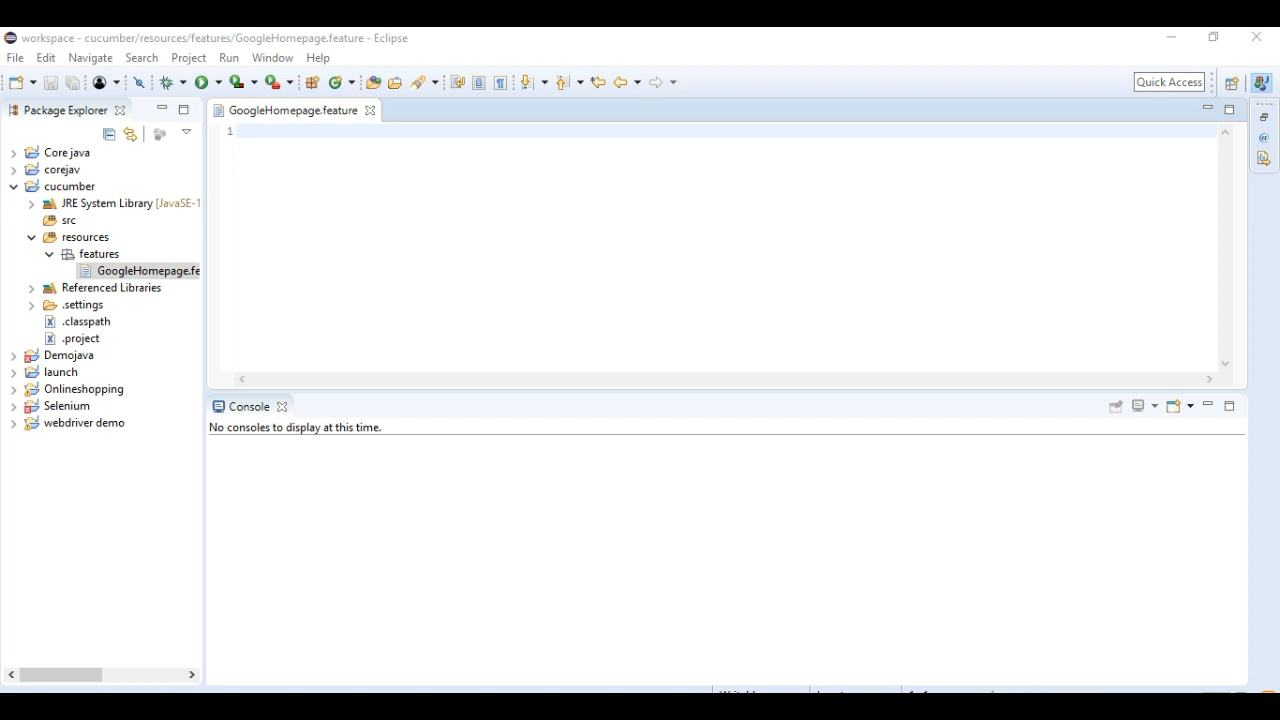 workspace - cucumber/resources/features/GoogleHomepage.feature - Eclipse
File Edit Navigate Search Project Run Window Help
Quick Access
Package Explorer
GoogleHomepage.feature
1
Core java
corejav
cucumber
JRE System Library [JavaSE-1
src
resources
features
GoogleHomepage.fe
Referenced Libraries
.settings
.classpath
.project
Demojava
launch
Onlineshopping
Selenium
webdriver demo
Console
No consoles to display at this time.